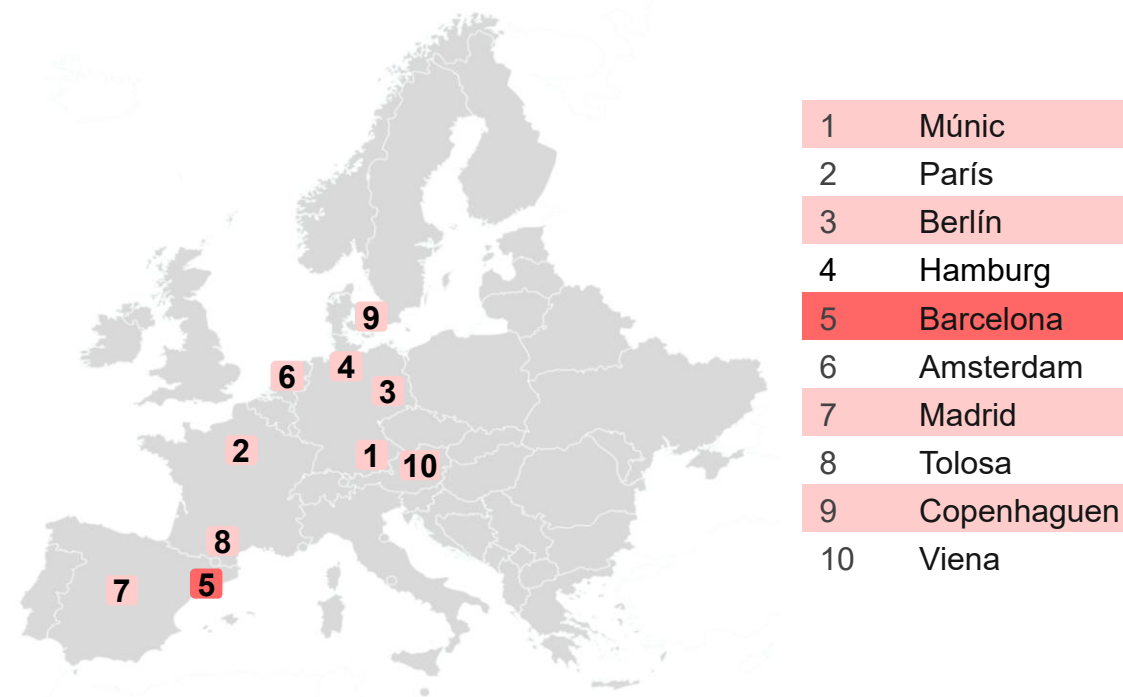 9
4
6
3
2
1
10
8
5
7
1 Múnic
2 París
3 Berlín
4 Hamburg
5 Barcelona
6 Amsterdam
7 Madrid
8 Tolosa
9 Copenhaguen
10 Viena